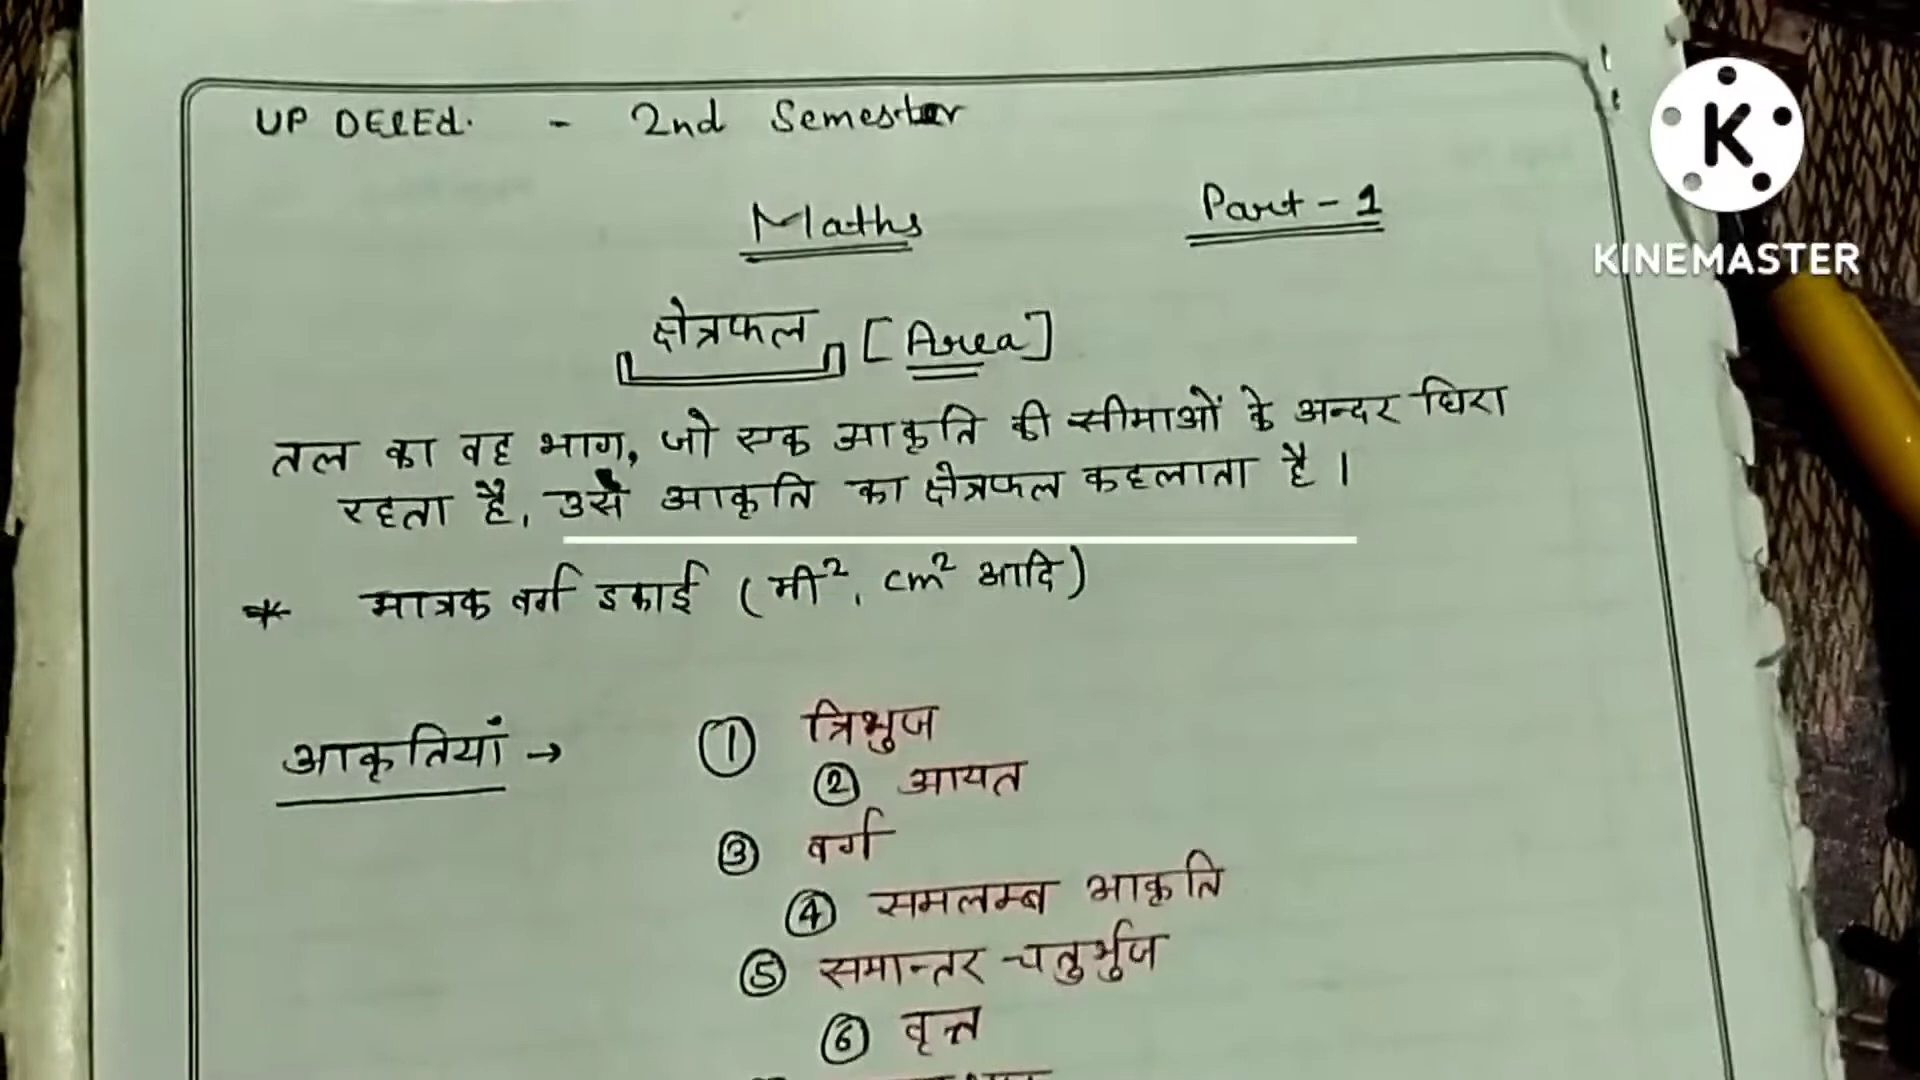 UP DELEd. - 2nd Semester
Maths Part - 1
क्षेत्रफल [Area]
तल का वह भाग, जो एक आकृति की सीमाओं के अन्दर घिरा
रहता है, उसे आकृति का क्षेत्रफल कहलाता है।
* मात्रक वर्ग इकाई (मी², cm² आदि)
आकृतियां → ① त्रिभुज
② आयत
③ वर्ग
④ समलम्ब आकृति
⑤ समान्तर चतुर्भुज
⑥ वृत्त
K
KINEMASTER